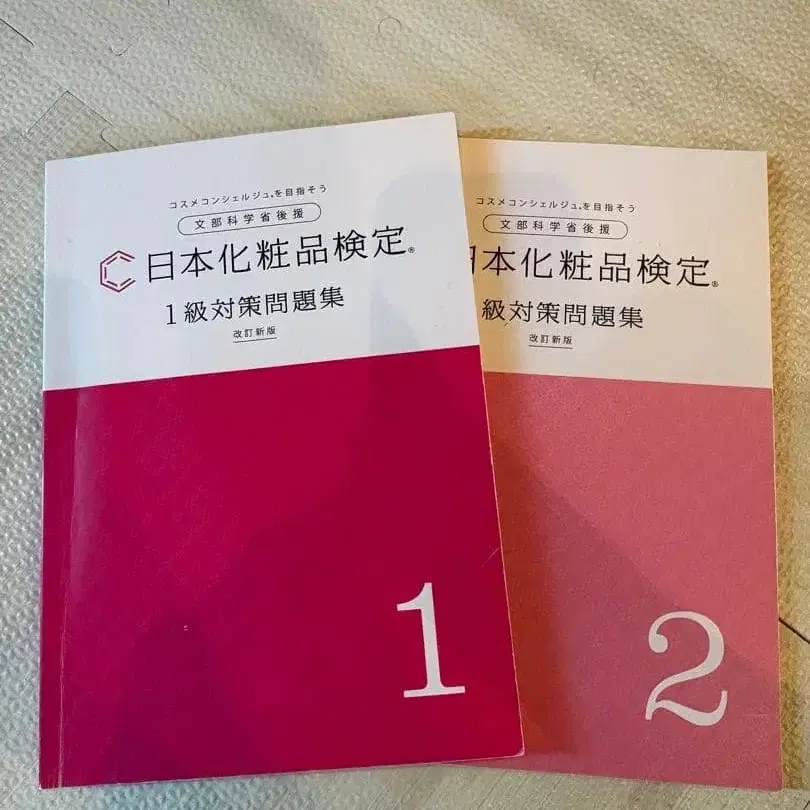 コスメコンシェルジュ®を目指そう
文部科学省後援
日本化粧品検定®
1級対策問題集
改訂新版
1
コスメコンシェルジュ®を目指そう
文部科学省後援
本化粧品検定®
級対策問題集
改訂新版
2